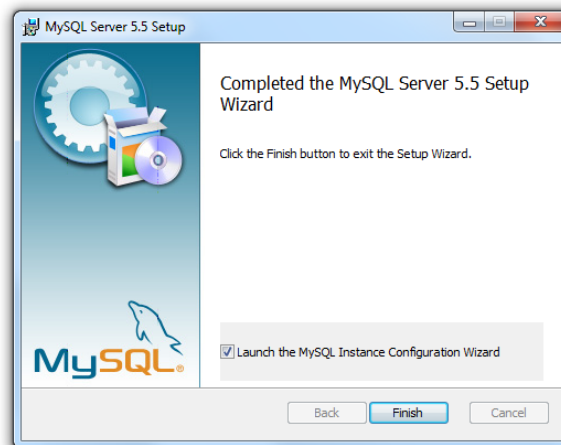 MySQL Server 5.5 Setup
Completed the MySQL Server 5.5 Setup
Wizard
Click the Finish button to exit the Setup Wizard.
MySQL.
Launch the MySQL Instance Configuration Wizard
Back Finish Cancel